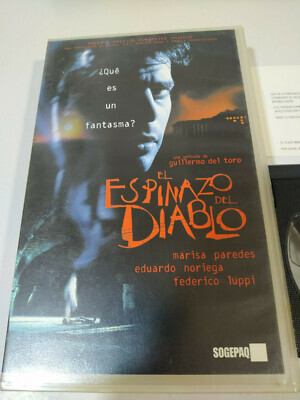 ¿Qué
es
un
fantasma?
una película de
guillermo del toro
EL
ESPINAZO
DEL
DIABLO
marisa paredes
eduardo noriega
federico luppi
SOGEPAQ